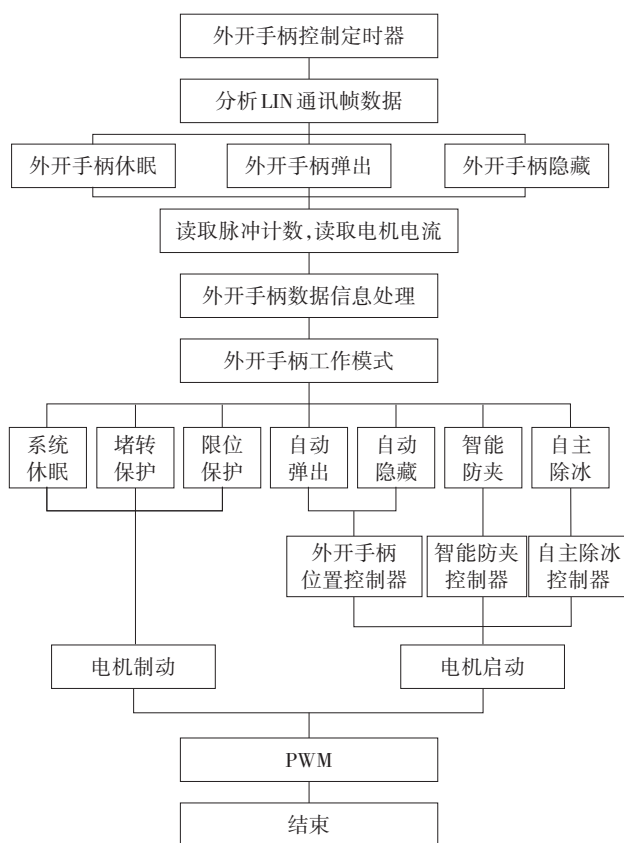 外开手柄控制定时器
分析LIN通讯帧数据
外开手柄休眠
外开手柄弹出
外开手柄隐藏
读取脉冲计数,读取电机电流
外开手柄数据信息处理
外开手柄工作模式
系统
休眠
堵转
保护
限位
保护
自动
弹出
自动
隐藏
智能
防夹
自主
除冰
外开手柄
位置控制器
智能防夹
控制器
自主除冰
控制器
电机制动
电机启动
PWM
结束